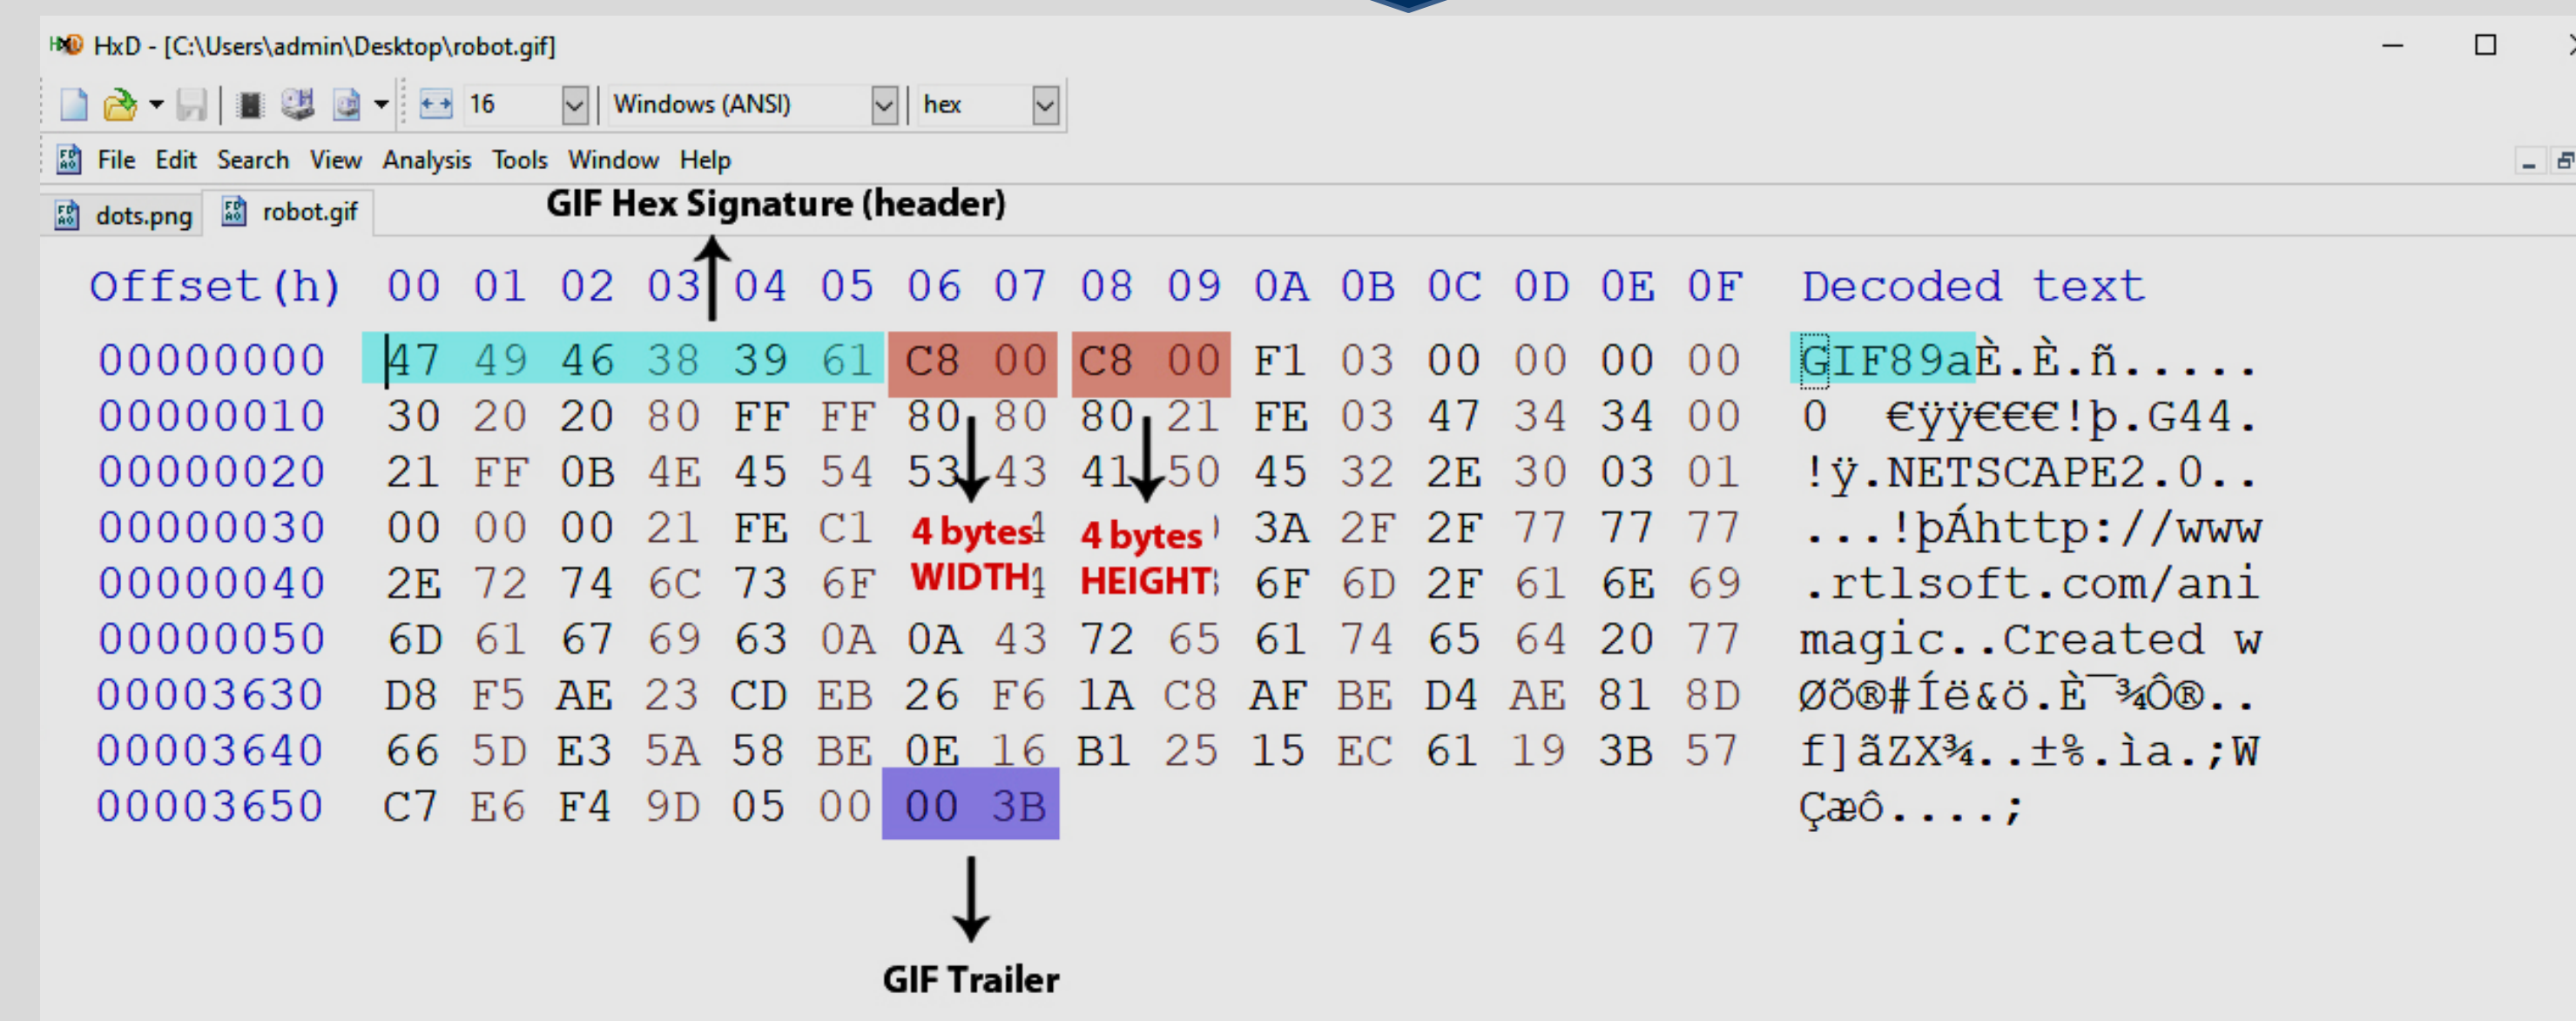 HxD - [C:\Users\admin\Desktop\robot.gif]
16 Windows (ANSI) hex
File Edit Search View Analysis Tools Window Help
dots.png robot.gif
GIF Hex Signature (header)
Offset(h) 00 01 02 03 04 05 06 07 08 09 0A 0B 0C 0D 0E 0F Decoded text
00000000 47 49 46 38 39 61 C8 00 C8 00 F1 03 00 00 00 00 GIF89aÈ.È.ñ.....
00000010 30 20 20 80 FF FF 80 80 80 21 FE 03 47 34 34 00 0  €ÿÿ€€€!þ.G44.
00000020 21 FF 0B 4E 45 54 53 43 41 50 45 32 2E 30 03 01 !ÿ.NETSCAPE2.0..
00000030 00 00 00 21 FE C1 3A 2F 2F 77 77 77 ...!þÁhttp://www
4 bytes 4 bytes
00000040 2E 72 74 6C 73 6F 6F 6D 2F 61 6E 69 .rtlsoft.com/ani
WIDTH HEIGHT
00000050 6D 61 67 69 63 0A 0A 43 72 65 61 74 65 64 20 77 magic..Created w
00003630 D8 F5 AE 23 CD EB 26 F6 1A C8 AF BE D4 AE 81 8D Øõ®#Íë&ö.È¯¾Ô®..
00003640 66 5D E3 5A 58 BE 0E 16 B1 25 15 EC 61 19 3B 57 f]ãZX¾..±%.ìa.;W
00003650 C7 E6 F4 9D 05 00 00 3B Çæô....;
GIF Trailer